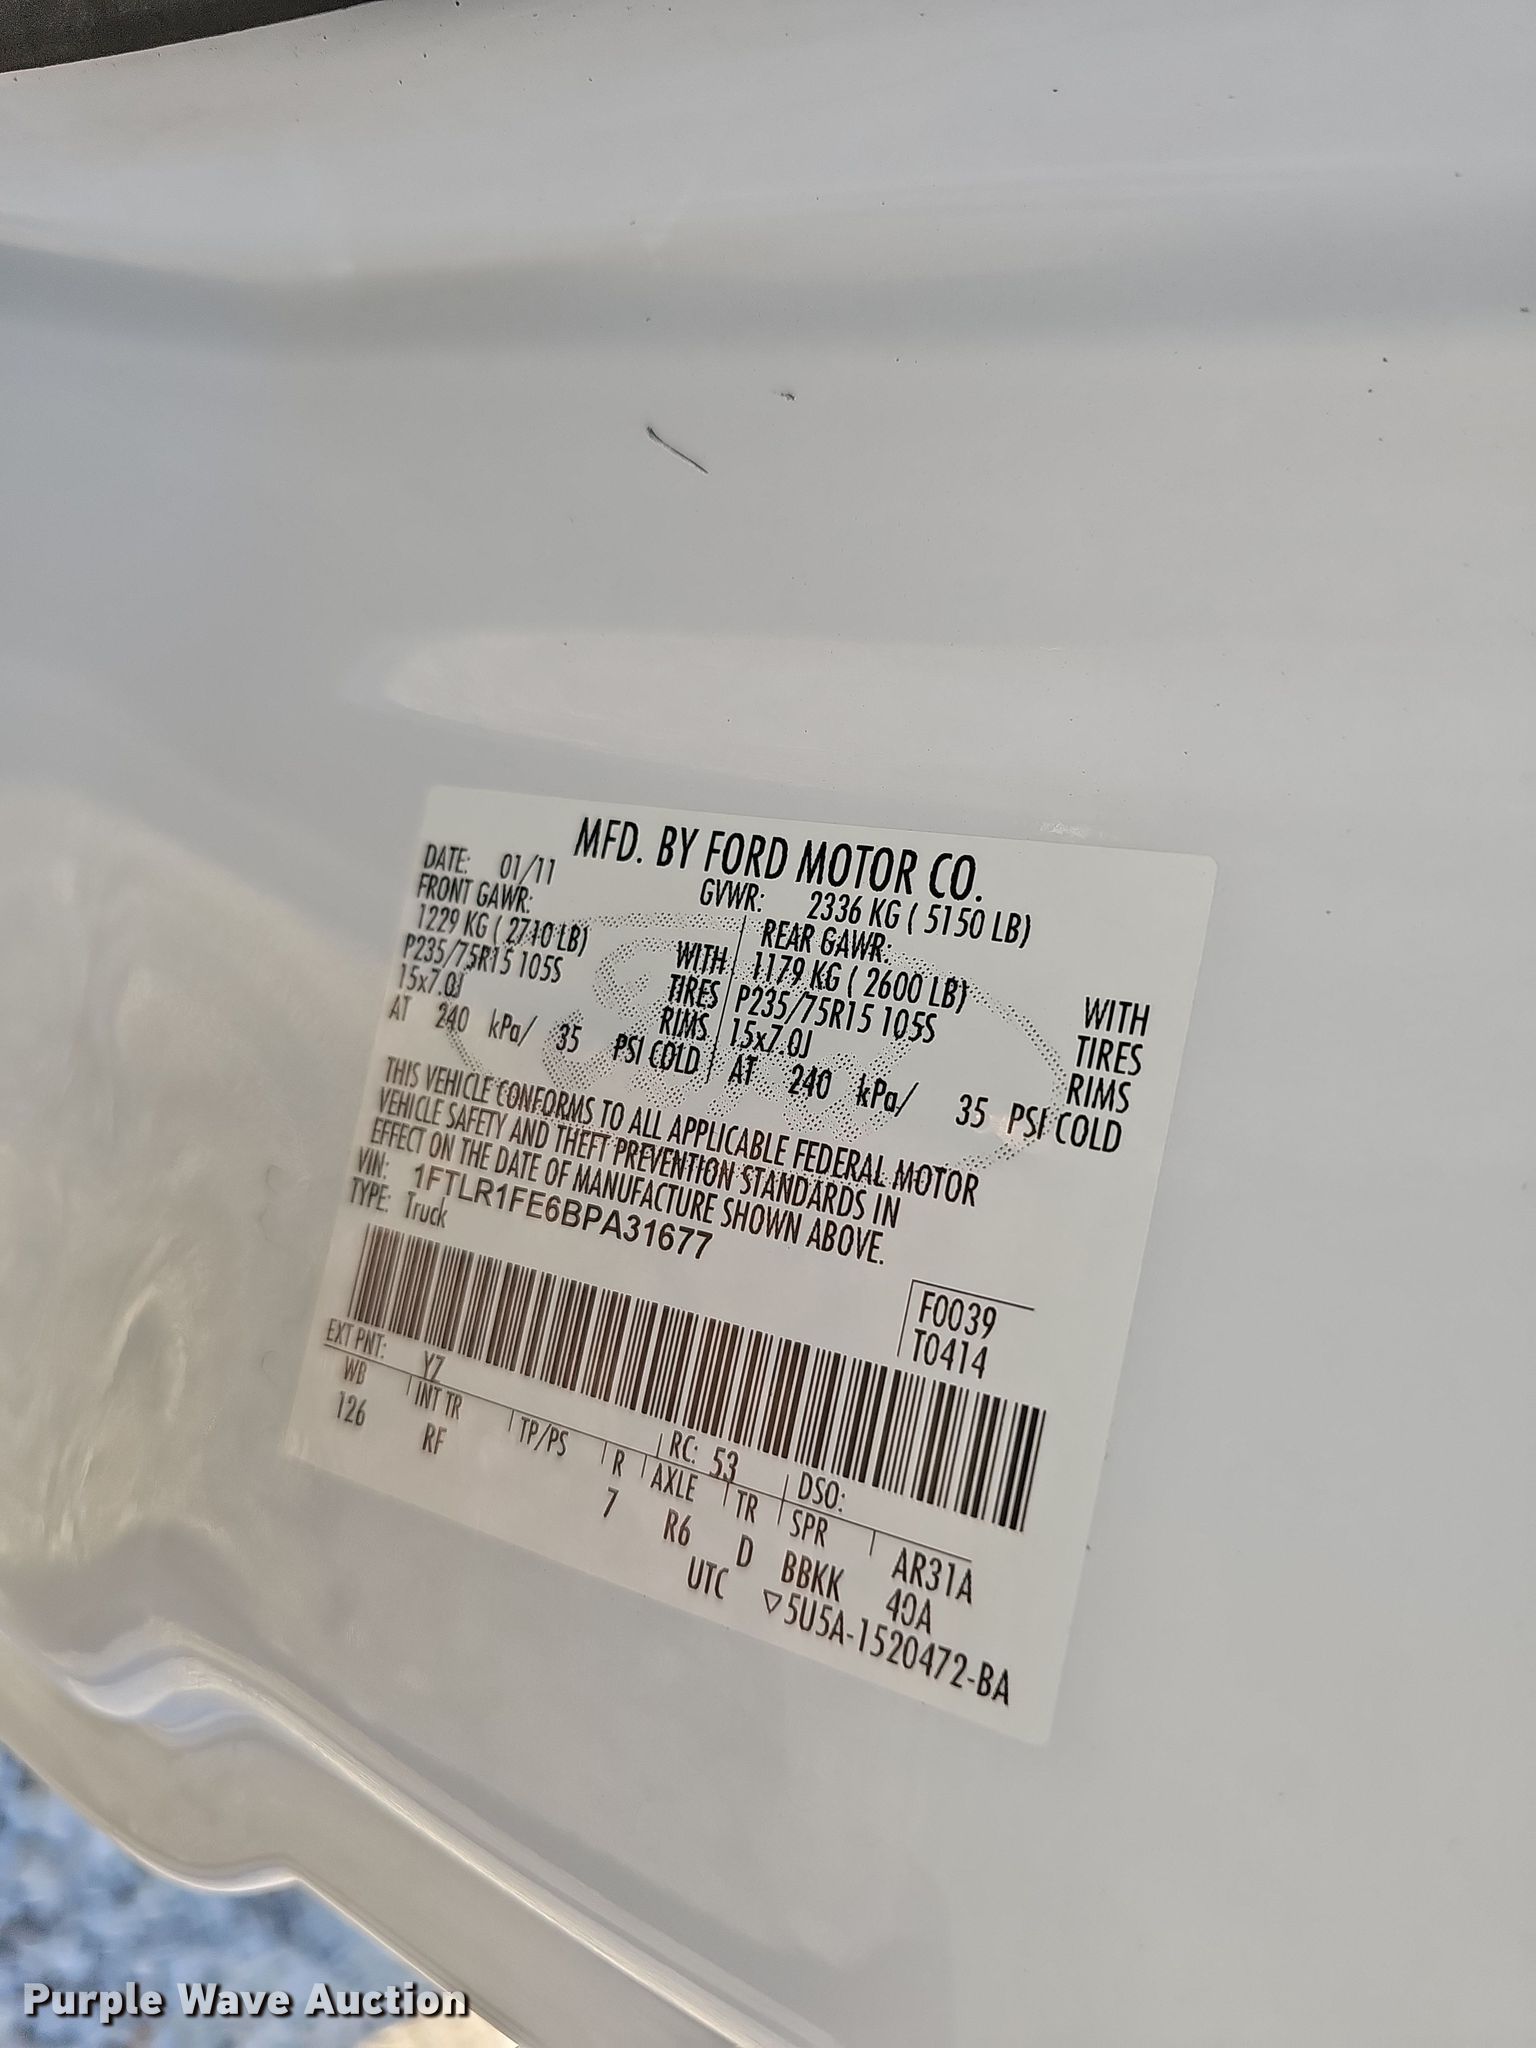 MFD. BY FORD MOTOR CO.
DATE: 01/11 GVWR: 2336 KG ( 5150 LB)
FRONT GAWR: REAR GAWR:
1229 KG ( 2710 LB) WITH 1179 KG ( 2600 LB) WITH
P235/75R15 105S TIRES P235/75R15 105S TIRES
15x7.0J RIMS 15x7.0J RIMS
AT 240 kPa/ 35 PSI COLD AT 240 kPa/ 35 PSI COLD
THIS VEHICLE CONFORMS TO ALL APPLICABLE FEDERAL MOTOR
VEHICLE SAFETY AND THEFT PREVENTION STANDARDS IN
EFFECT ON THE DATE OF MANUFACTURE SHOWN ABOVE.
VIN: 1FTLR1FE6BPA31677
TYPE: Truck
F0039
T0414
EXT PNT: YZ RC: 53 DSO:
WB INT TR TP/PS R AXLE TR SPR AR31A
126 RF 7 R6 D BBKK 40A
UTC ▽5U5A-1520472-BA
Purple Wave Auction